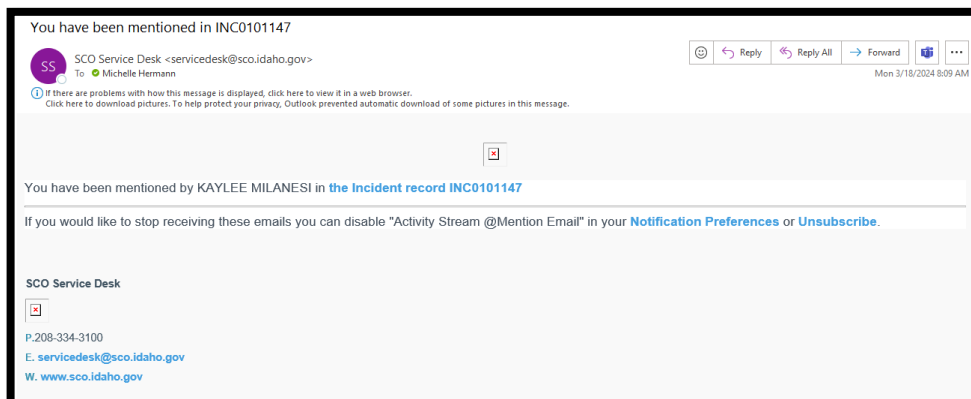 You have been mentioned in INC0101147
SS
SCO Service Desk <servicedesk@sco.idaho.gov>
To Michelle Hermann
Reply
Reply All
Forward
Mon 3/18/2024 8:09 AM
If there are problems with how this message is displayed, click here to view it in a web browser.
Click here to download pictures. To help protect your privacy, Outlook prevented automatic download of some pictures in this message.
You have been mentioned by KAYLEE MILANESI in the Incident record INC0101147
If you would like to stop receiving these emails you can disable "Activity Stream @Mention Email" in your Notification Preferences or Unsubscribe.
SCO Service Desk
P.208-334-3100
E. servicedesk@sco.idaho.gov
W. www.sco.idaho.gov